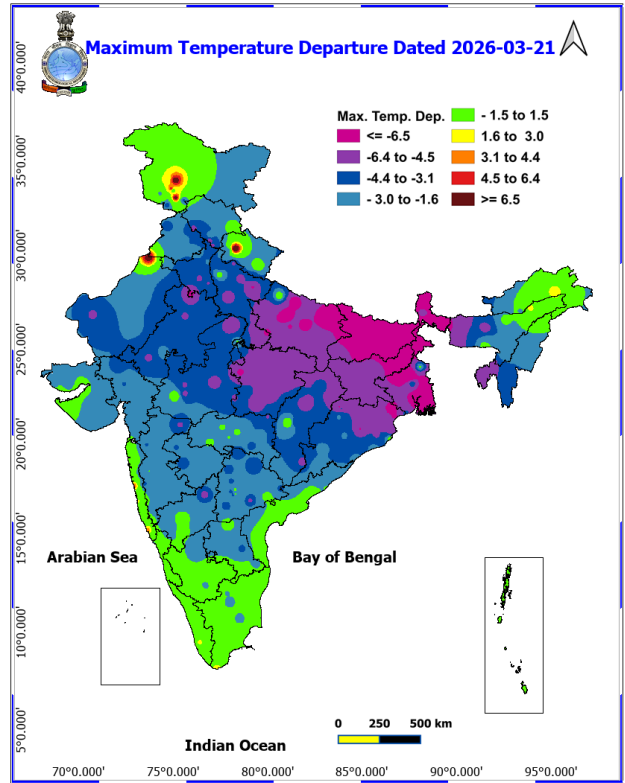 Maximum Temperature Departure Dated 2026-03-21
Max. Temp. Dep.
<= -6.5
-6.4 to -4.5
-4.4 to -3.1
- 3.0 to -1.6
- 1.5 to 1.5
1.6 to 3.0
3.1 to 4.4
4.5 to 6.4
>= 6.5
40°0.000'
35°0.000'
30°0.000'
25°0.000'
20°0.000'
15°0.000'
10°0.000'
5°0.000'
Arabian Sea
Bay of Bengal
Indian Ocean
0 250 500 km
70°0.000' 75°0.000' 80°0.000' 85°0.000' 90°0.000' 95°0.000'